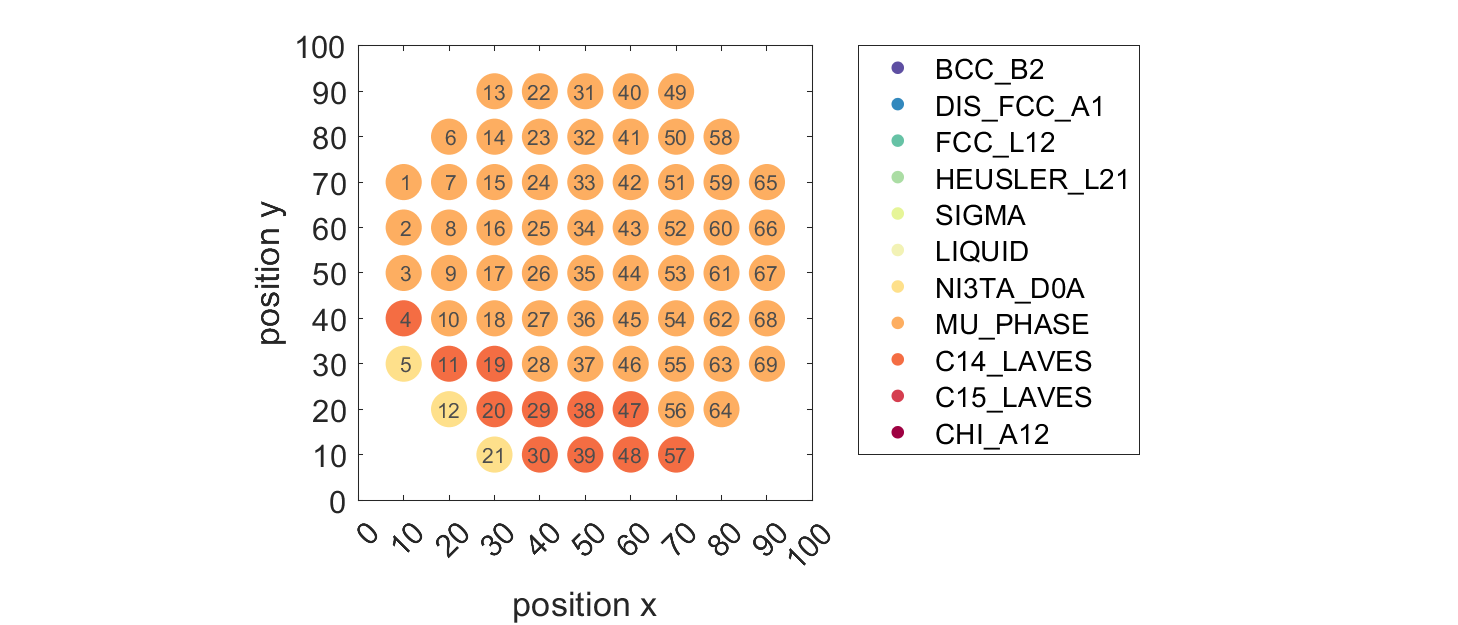 100
90 13 22 31 40 49
80 6 14 23 32 41 50 58
70 1 7 15 24 33 42 51 59 65
60 2 8 16 25 34 43 52 60 66
50 3 9 17 26 35 44 53 61 67
40 4 10 18 27 36 45 54 62 68
30 5 11 19 28 37 46 55 63 69
20 12 20 29 38 47 56 64
10 21 30 39 48 57
0
position y
0 10 20 30 40 50 60 70 80 90 100
position x
BCC_B2
DIS_FCC_A1
FCC_L12
HEUSLER_L21
SIGMA
LIQUID
NI3TA_D0A
MU_PHASE
C14_LAVES
C15_LAVES
CHI_A12